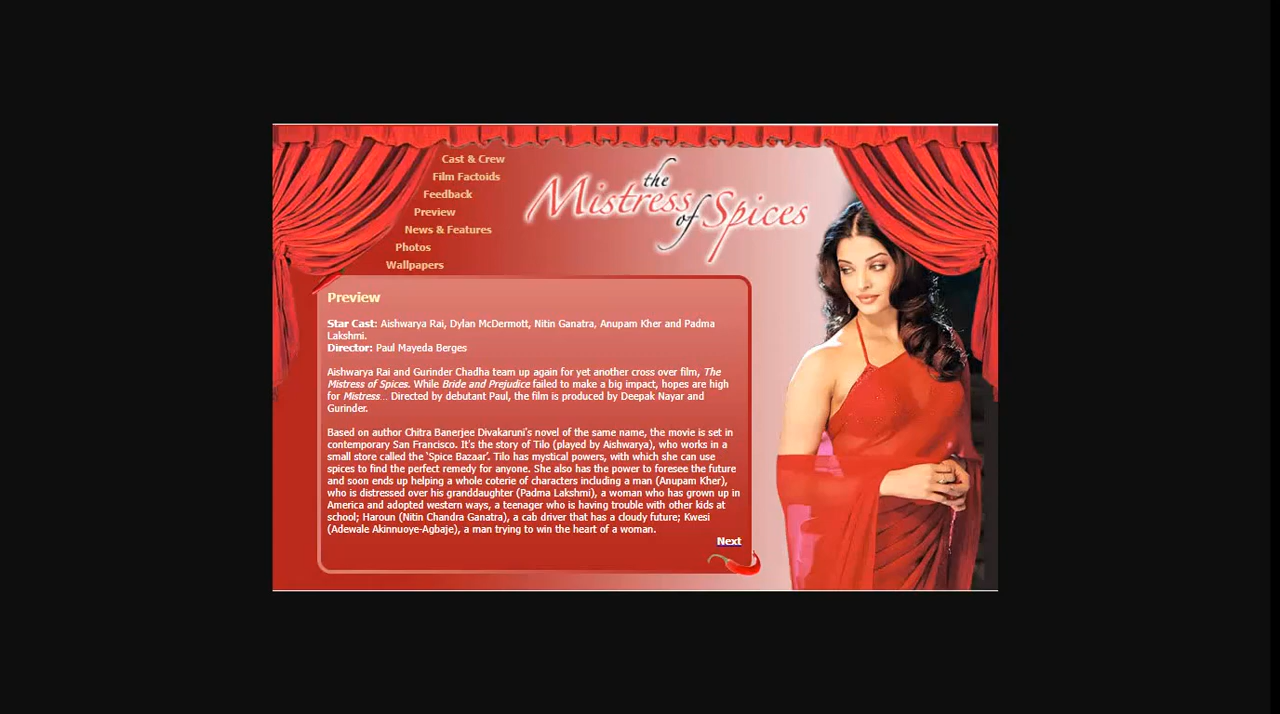 Cast & Crew
Film Factoids
Feedback
Preview
News & Features
Photos
Wallpapers
the
Mistress
of Spices
Preview
Star Cast: Aishwarya Rai, Dylan McDermott, Nitin Ganatra, Anupam Kher and Padma
Lakshmi.
Director: Paul Mayeda Berges
Aishwarya Rai and Gurinder Chadha team up again for yet another cross over film, The
Mistress of Spices. While Bride and Prejudice failed to make a big impact, hopes are high
for Mistress... Directed by debutant Paul, the film is produced by Deepak Nayar and
Gurinder.
Based on author Chitra Banerjee Divakaruni's novel of the same name, the movie is set in
contemporary San Francisco. It's the story of Tilo (played by Aishwarya), who works in a
small store called the 'Spice Bazaar'. Tilo has mystical powers, with which she can use
spices to find the perfect remedy for anyone. She also has the power to foresee the future
and soon ends up helping a whole coterie of characters including a man (Anupam Kher),
who is distressed over his granddaughter (Padma Lakshmi), a woman who has grown up in
America and adopted western ways, a teenager who is having trouble with other kids at
school; Haroun (Nitin Chandra Ganatra), a cab driver that has a cloudy future; Kwesi
(Adewale Akinnuoye-Agbaje), a man trying to win the heart of a woman.
Next